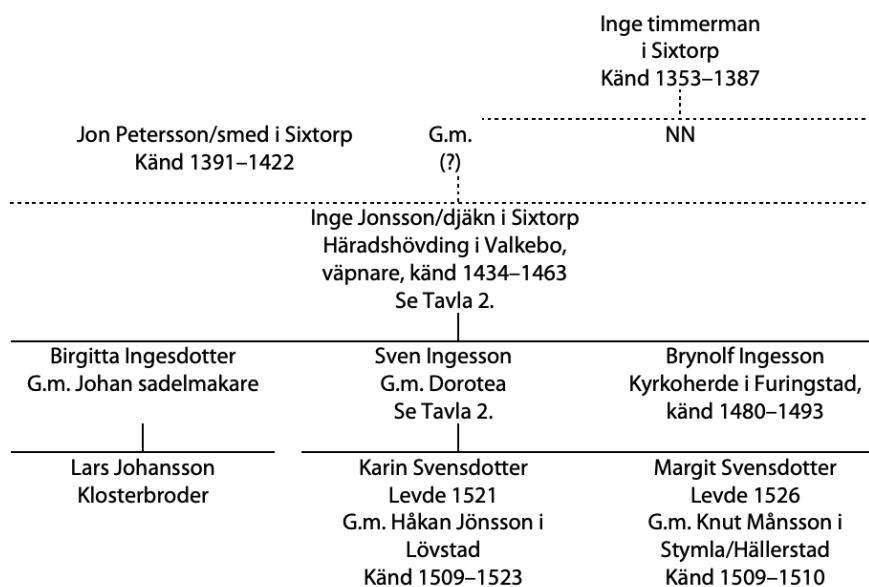 Inge timmerman
i Sixtorp
Känd 1353–1387
Jon Petersson/smed i Sixtorp
Känd 1391–1422
G.m.
(?)
NN
Inge Jonsson/djäkn i Sixtorp
Häradshövding i Valkebo,
väpnare, känd 1434–1463
Se Tavla 2.
Birgitta Ingesdotter
G.m. Johan sadelmakare
Sven Ingesson
G.m. Dorotea
Se Tavla 2.
Brynolf Ingesson
Kyrkoherde i Furingstad,
känd 1480–1493
Lars Johansson
Klosterbroder
Karin Svensdotter
Levde 1521
G.m. Håkan Jönsson i
Lövstad
Känd 1509–1523
Margit Svensdotter
Levde 1526
G.m. Knut Månsson i
Stymla/Hällerstad
Känd 1509–1510